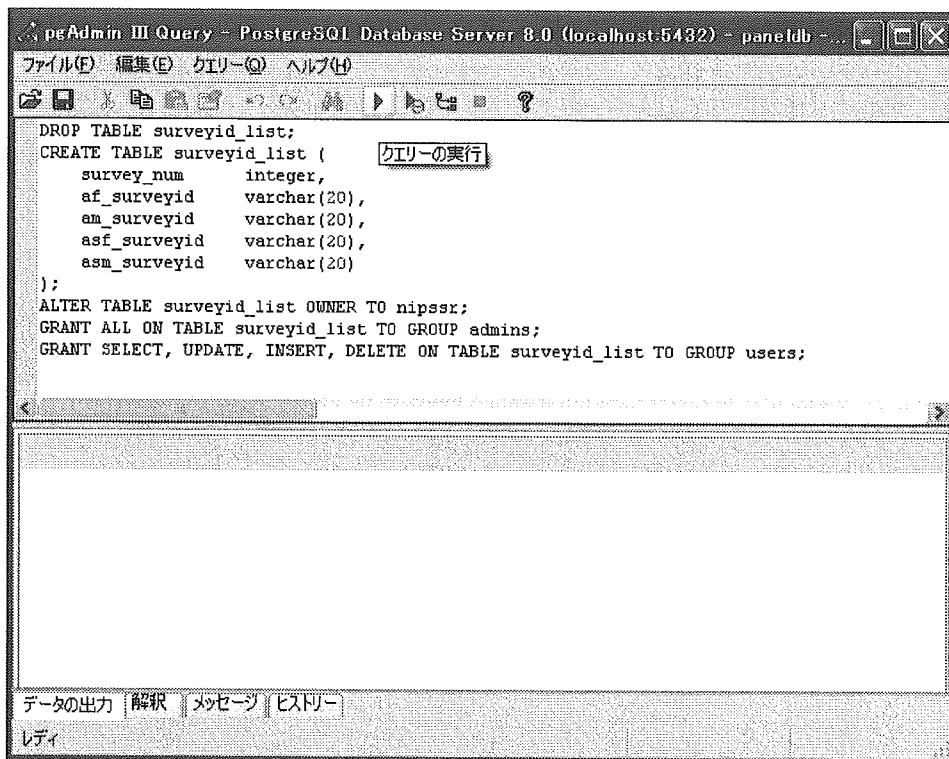 pgAdmin III Query - PostgreSQL Database Server 8.0 (localhost:5432) - paneldb -...
ファイル(F) 編集(E) クエリー(Q) ヘルプ(H)
DROP TABLE surveyid_list;
CREATE TABLE surveyid_list (
クエリーの実行
survey_num integer,
af_surveyid varchar(20),
am_surveyid varchar(20),
asf_surveyid varchar(20),
asm_surveyid varchar(20)
);
ALTER TABLE surveyid_list OWNER TO nipssr;
GRANT ALL ON TABLE surveyid_list TO GROUP admins;
GRANT SELECT, UPDATE, INSERT, DELETE ON TABLE surveyid_list TO GROUP users;
データの出力 解釈 メッセージ ヒストリー
レディ